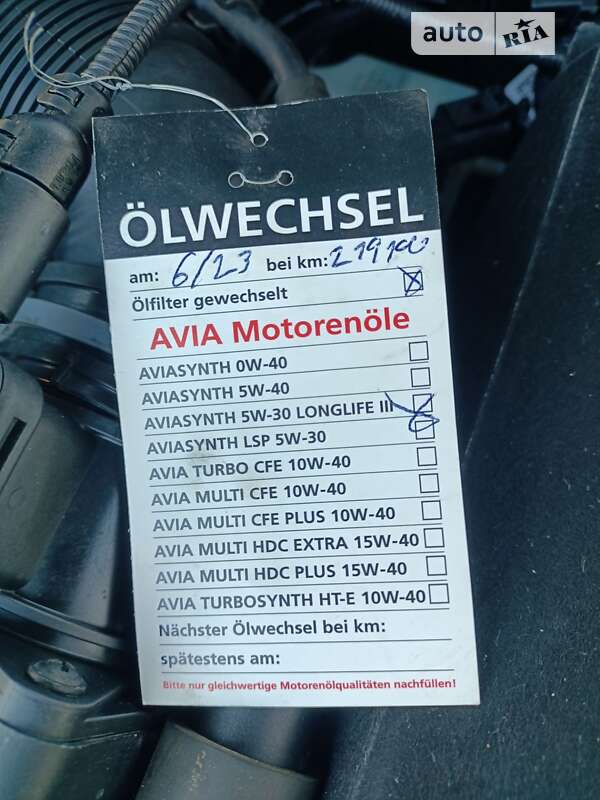 auto RIA
ÖLWECHSEL
am: 6/23 bei km: 219100
Ölfilter gewechselt
AVIA Motorenöle
AVIASYNTH 0W-40
AVIASYNTH 5W-40
AVIASYNTH 5W-30 LONGLIFE III
AVIASYNTH LSP 5W-30
AVIA TURBO CFE 10W-40
AVIA MULTI CFE 10W-40
AVIA MULTI CFE PLUS 10W-40
AVIA MULTI HDC EXTRA 15W-40
AVIA MULTI HDC PLUS 15W-40
AVIA TURBOSYNTH HT-E 10W-40
Nächster Ölwechsel bei km:
spätestens am:
Bitte nur gleichwertige Motorenölqualitäten nachfüllen!